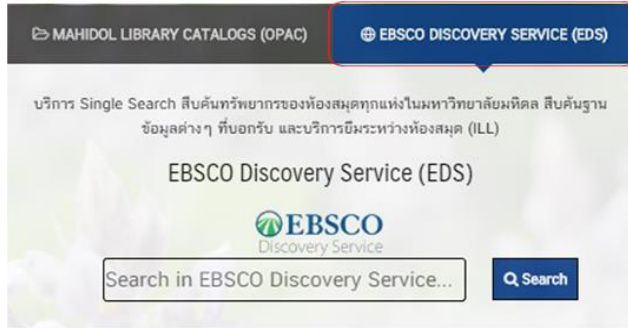 MAHIDOL LIBRARY CATALOGS (OPAC)
EBSCO DISCOVERY SERVICE (EDS)
บริการ Single Search สืบค้นทรัพยากรของห้องสมุดทุกแห่งในมหาวิทยาลัยมหิดล สืบค้นฐาน
ข้อมูลต่างๆ ที่บอกรับ และบริการยืมระหว่างห้องสมุด (ILL)
EBSCO Discovery Service (EDS)
EBSCO
Discovery Service
Search in EBSCO Discovery Service...
Search